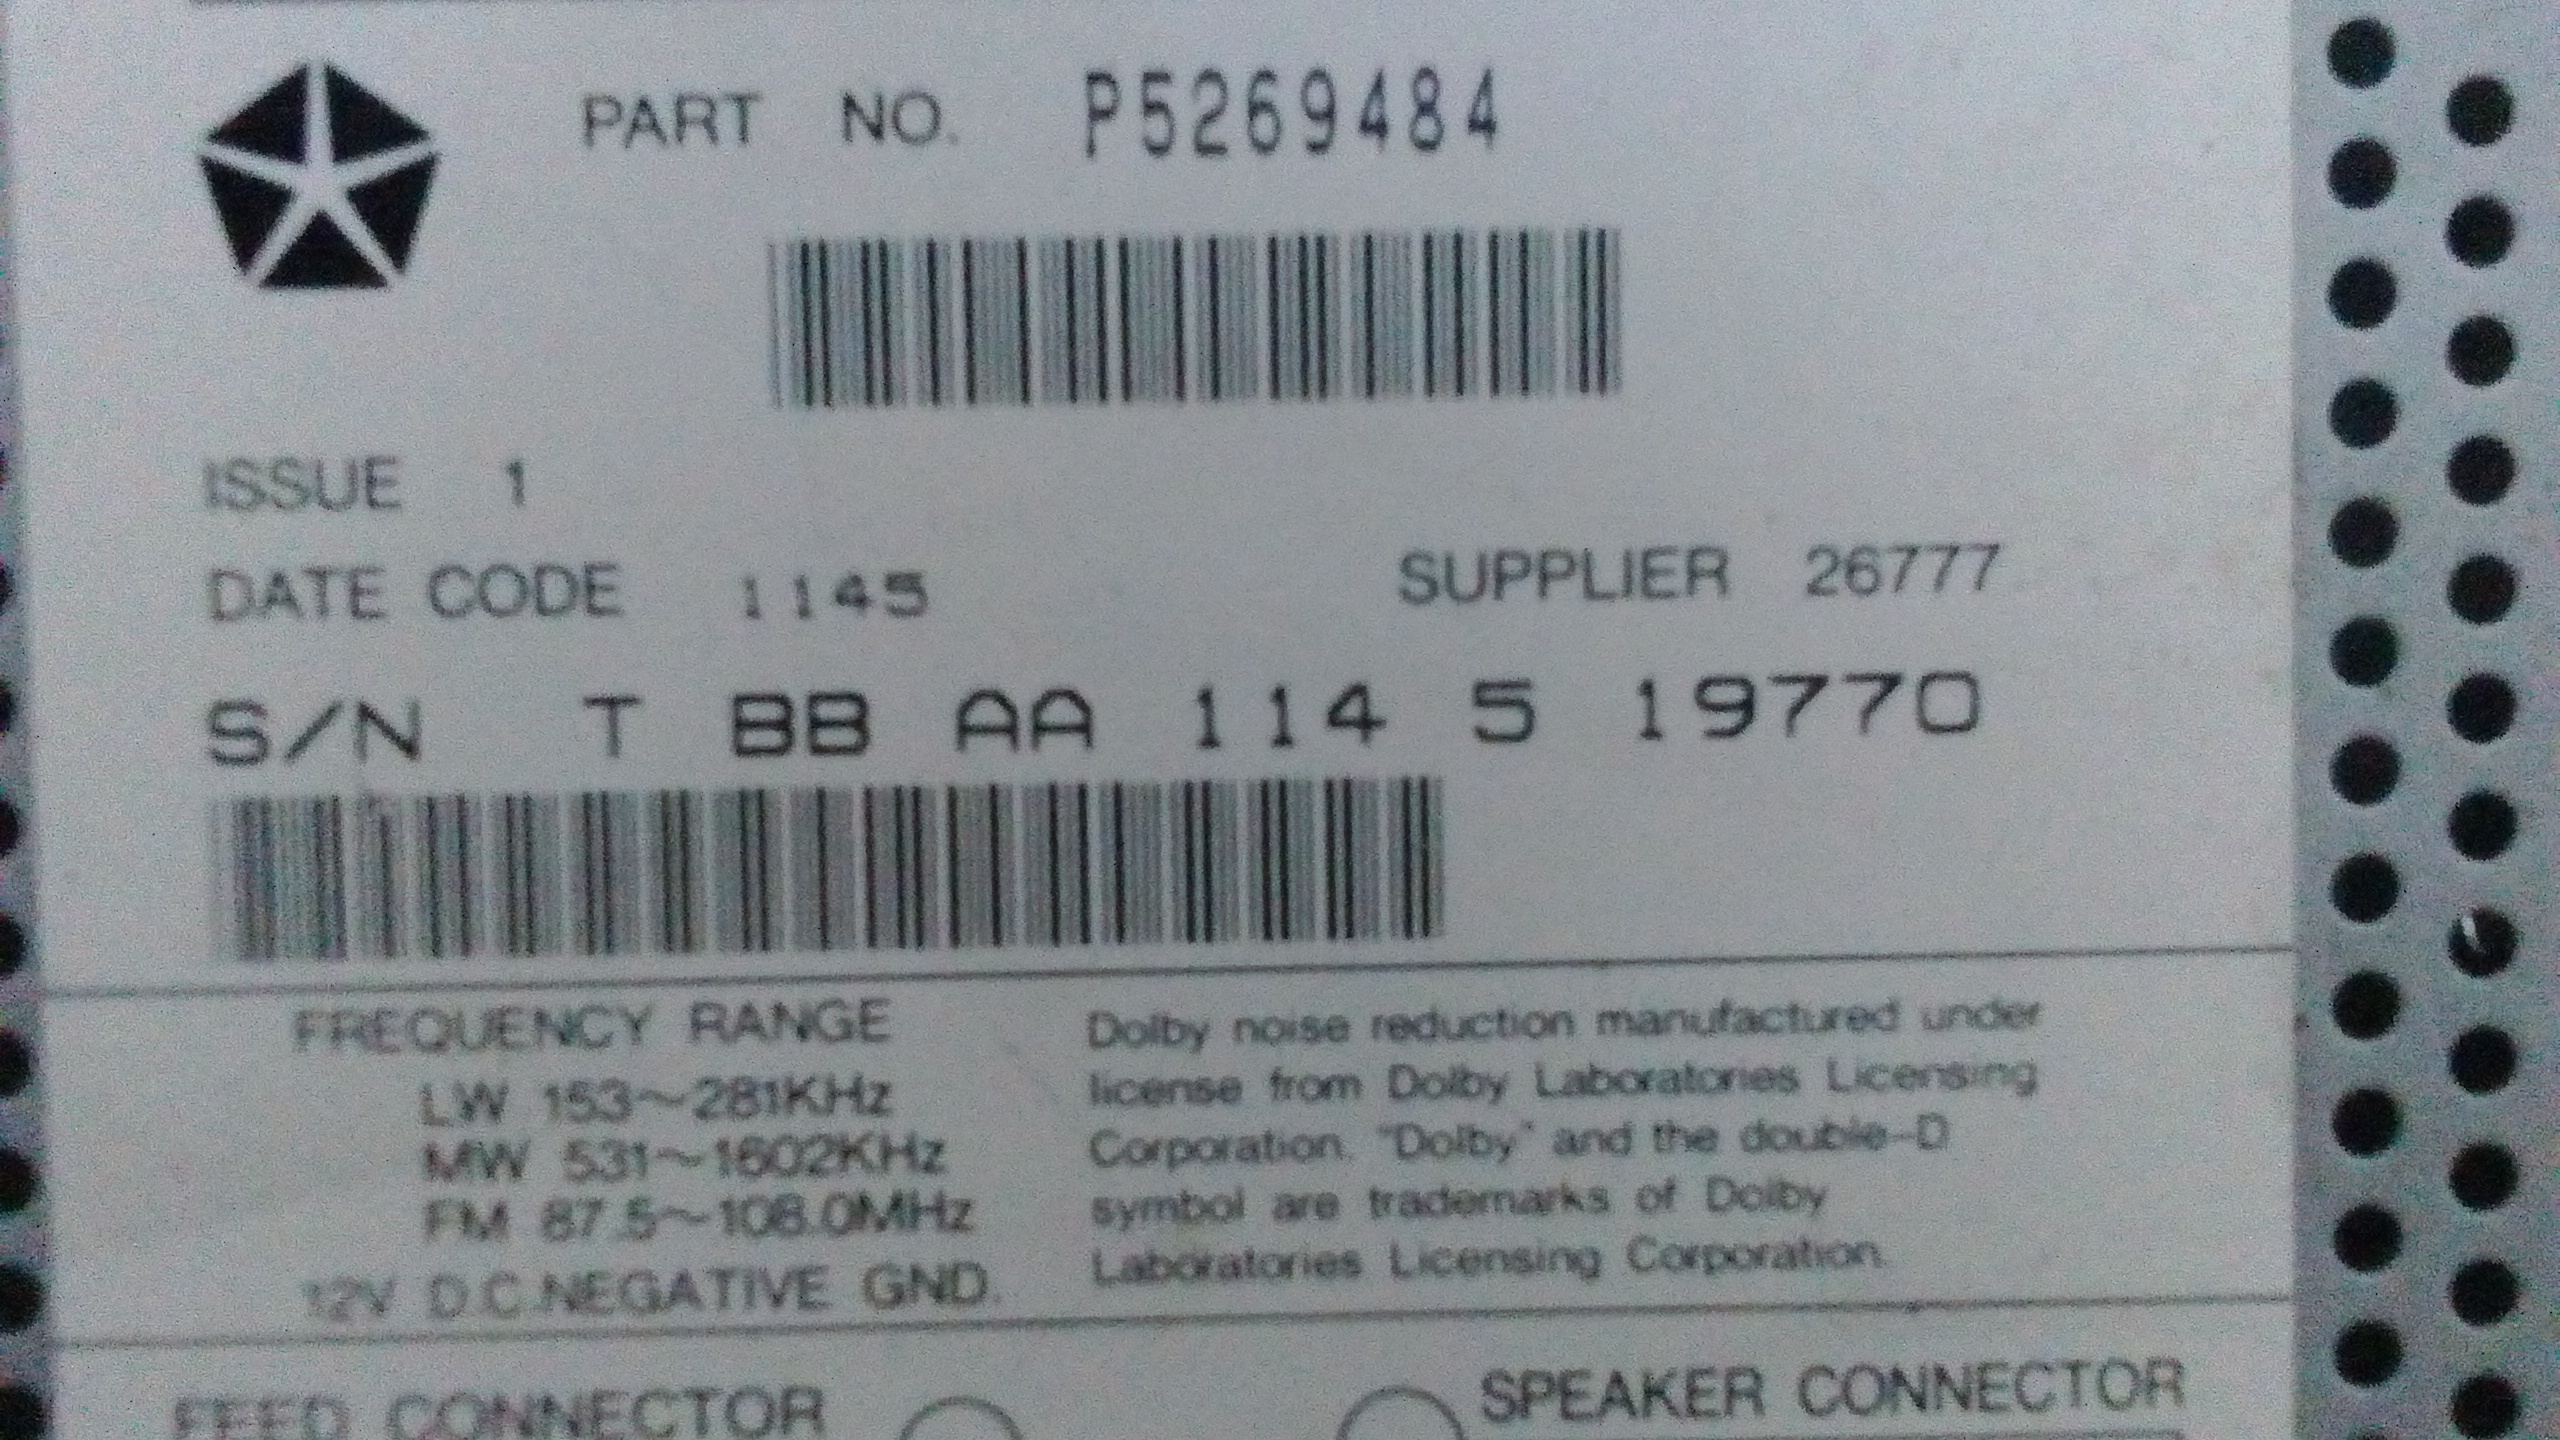 PART NO. P5269484
ISSUE 1
DATE CODE 1145
SUPPLIER 26777
S/N T BB AA 114 5 19770
FREQUENCY RANGE
LW 153~281KHz
MW 531~1602KHz
FM 87.5~108.0MHz
12V D.C.NEGATIVE GND.
Dolby noise reduction manufactured under
license from Dolby Laboratories Licensing
Corporation. "Dolby" and the double-D
symbol are trademarks of Dolby
Laboratories Licensing Corporation.
FEED CONNECTOR
SPEAKER CONNECTOR